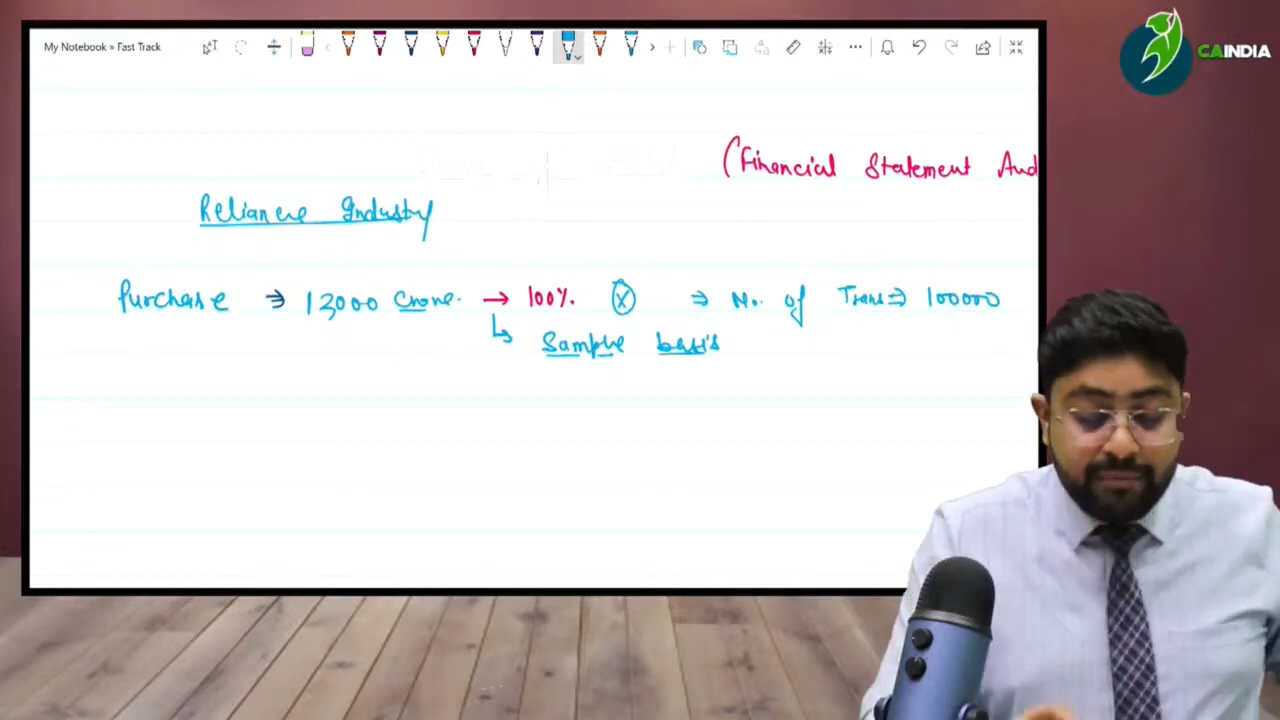 My Notebook » Fast Track
CAINDIA
(Financial Statement Aud
Reliance Industry
Purchase ⇒ 13000 Crore. → 100% ⊗ ⇒ No. of Trans ⇒ 100000
↳ Sample basis